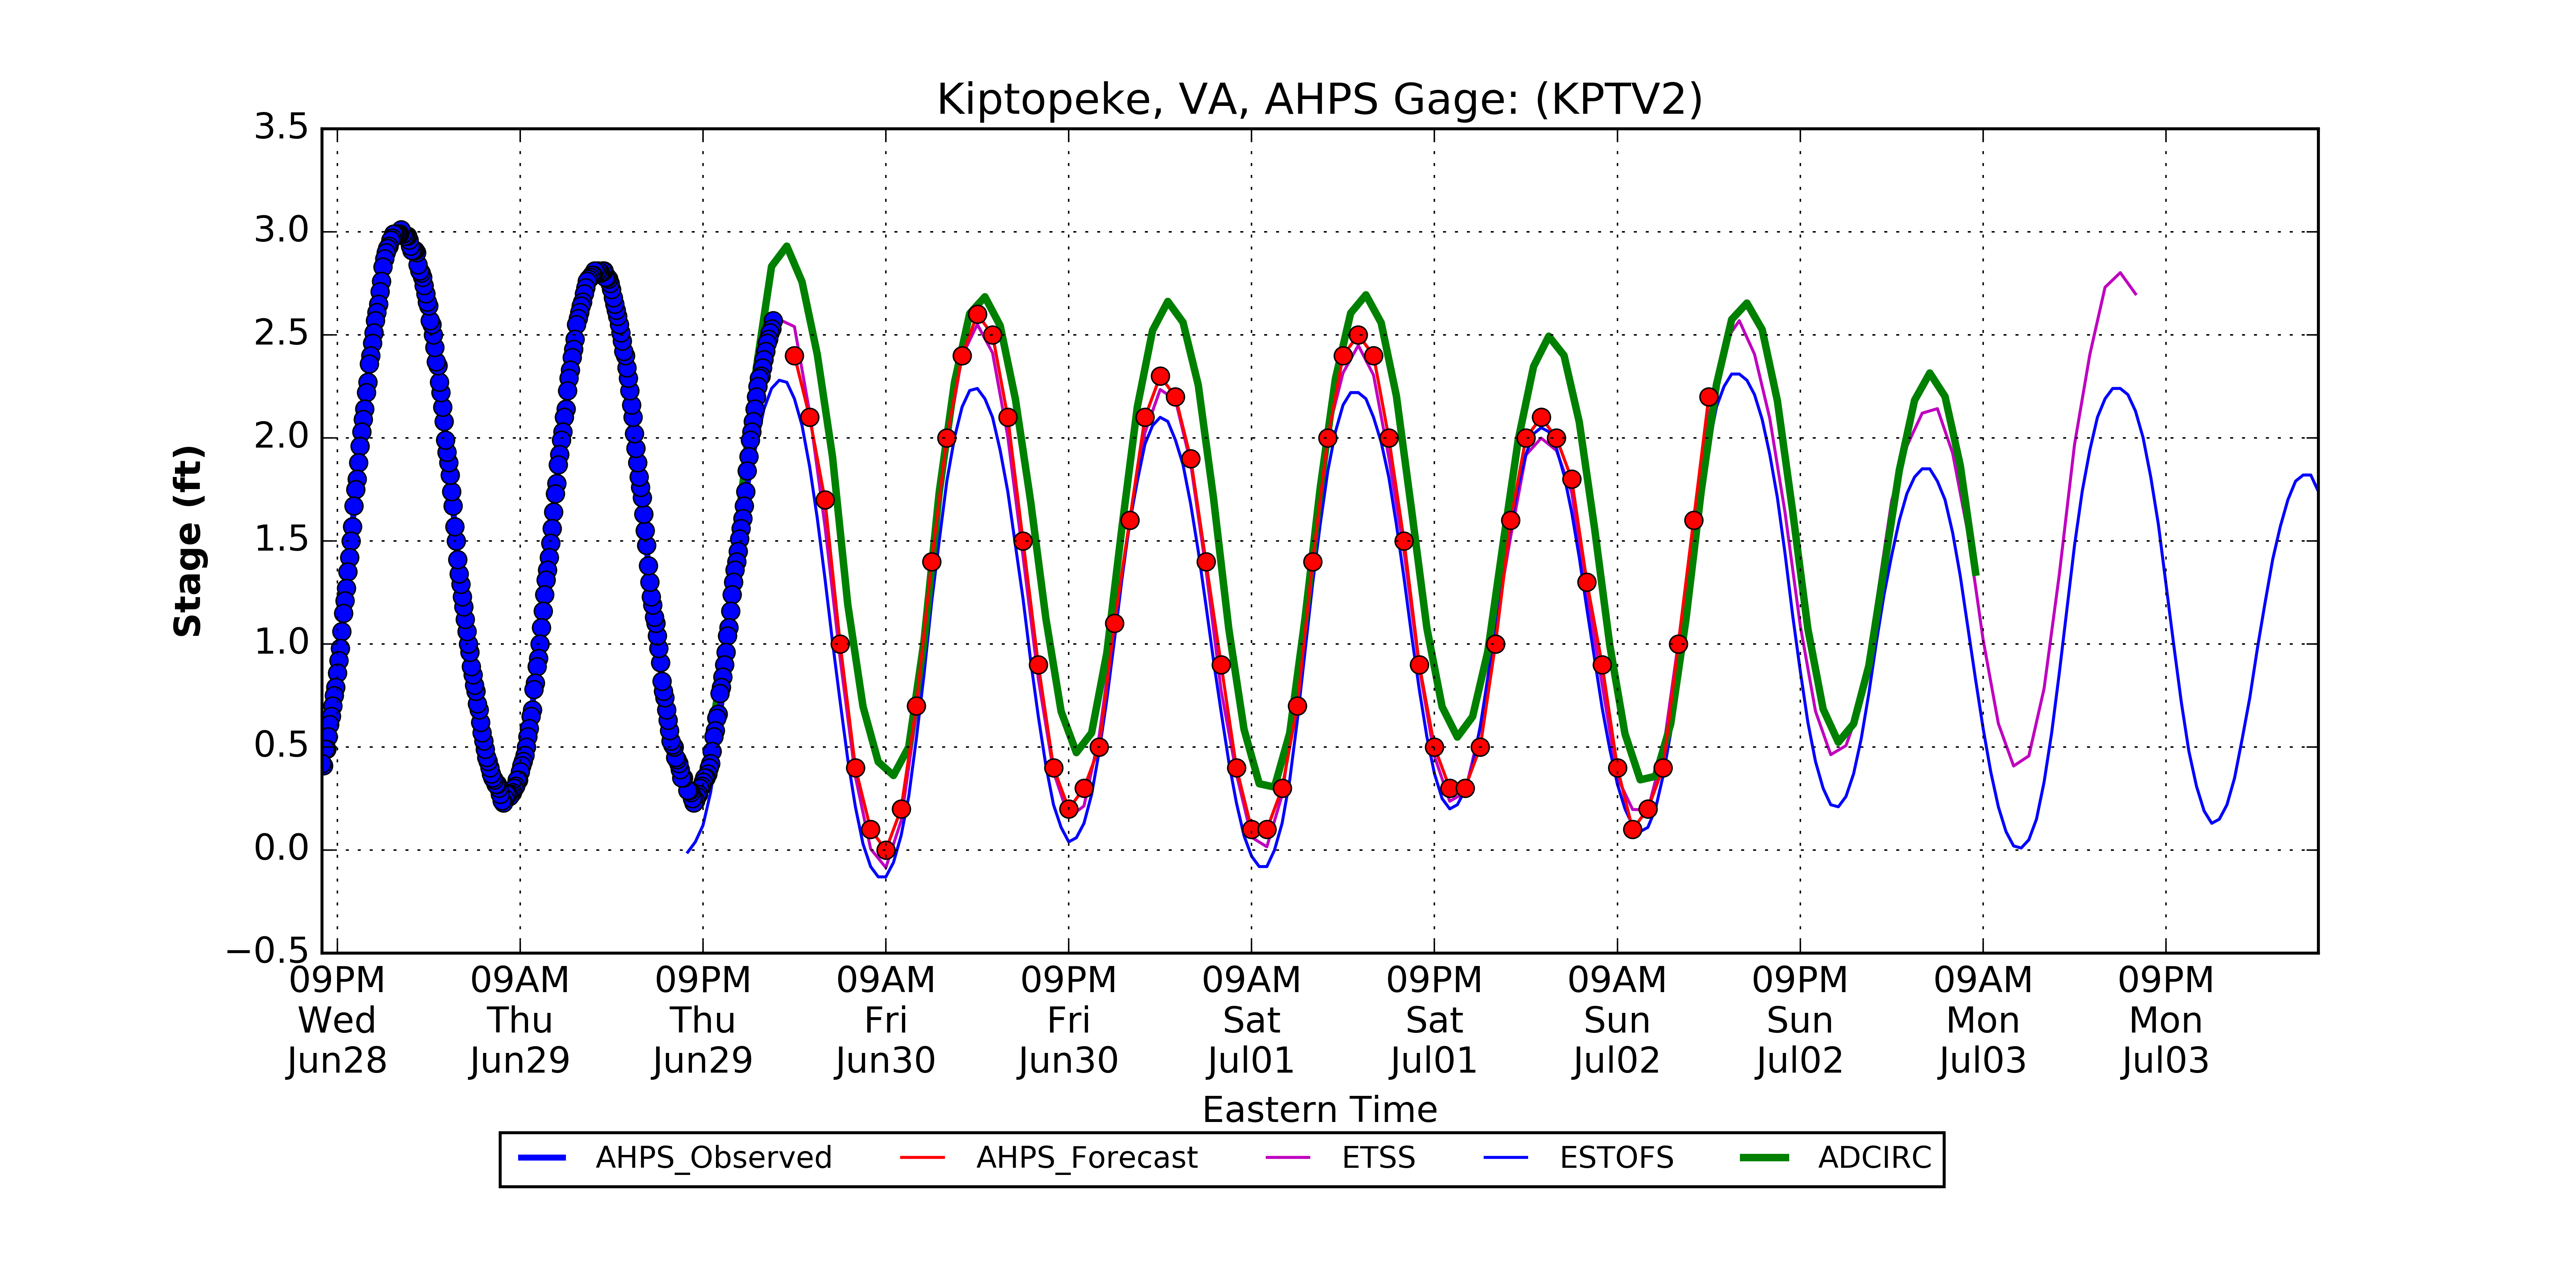 Kiptopeke, VA, AHPS Gage: (KPTV2)
Stage (ft)
3.5
3.0
2.5
2.0
1.5
1.0
0.5
0.0
−0.5
09PM 09AM 09PM 09AM 09PM 09AM 09PM 09AM 09PM 09AM 09PM
Wed Thu Thu Fri Fri Sat Sat Sun Sun Mon Mon
Jun28 Jun29 Jun29 Jun30 Jun30 Jul01 Jul01 Jul02 Jul02 Jul03 Jul03
Eastern Time
AHPS_Observed AHPS_Forecast ETSS ESTOFS ADCIRC